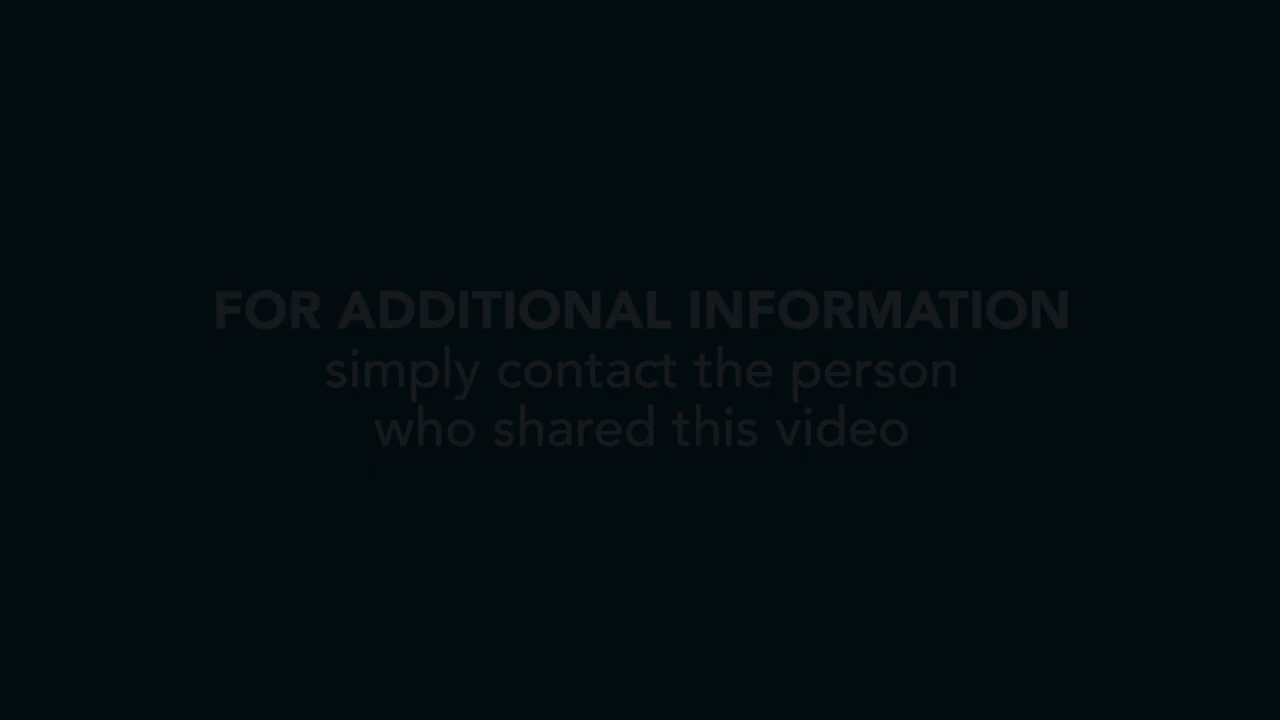 FOR ADDITIONAL INFORMATION
simply contact the person
who shared this video